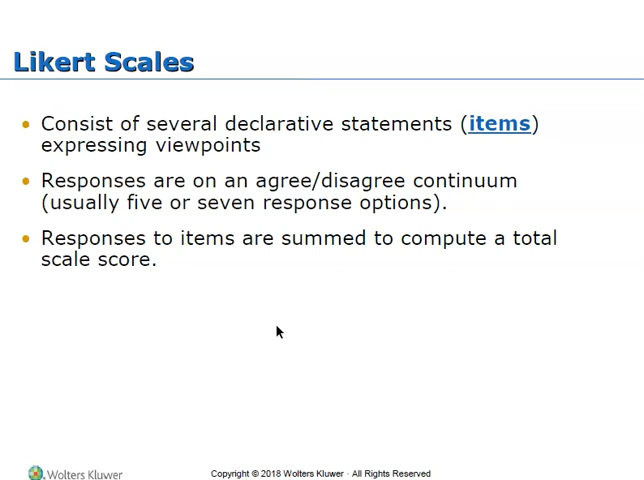 Likert Scales
• Consist of several declarative statements (items)
expressing viewpoints
• Responses are on an agree/disagree continuum
(usually five or seven response options).
• Responses to items are summed to compute a total
scale score.
Wolters Kluwer
Copyright © 2018 Wolters Kluwer · All Rights Reserved